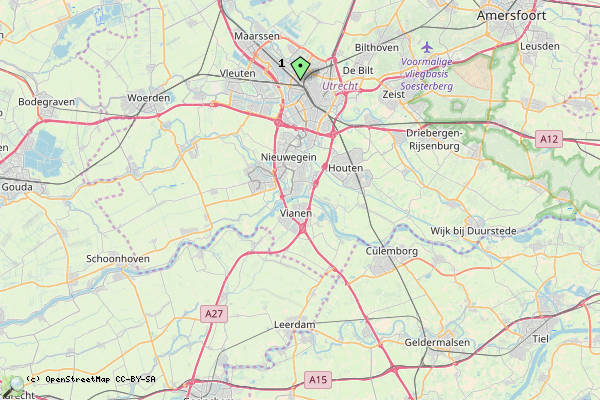 Amersfoort
Maarssen
Bilthoven
Leusden
1
Voormalige
vliegbasis
Soesterberg
Vleuten
De Bilt
Utrecht
Zeist
Bodegraven
Woerden
Driebergen-
Rijsenburg
A12
Nieuwegein
Houten
Gouda
Vianen
Wijk bij Duurstede
Culemborg
Schoonhoven
A27
Leerdam
Geldermalsen
Tiel
A15
(c) OpenStreetMap CC-BY-SA